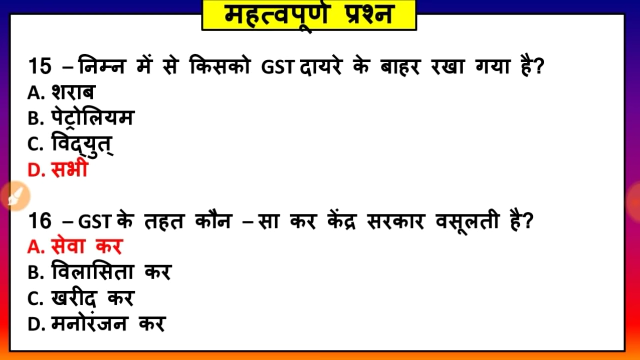 महत्वपूर्ण प्रश्न
15 – निम्न में से किसको GST दायरे के बाहर रखा गया है?
A. शराब
B. पेट्रोलियम
C. विद्युत्
D. सभी
16 – GST के तहत कौन – सा कर केंद्र सरकार वसूलती है?
A. सेवा कर
B. विलासिता कर
C. खरीद कर
D. मनोरंजन कर